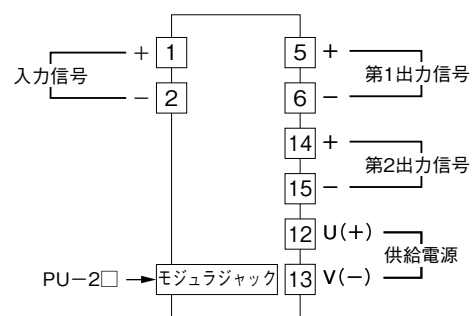 + 1
入力信号
− 2
5 +
第1出力信号
6 −
14 +
第2出力信号
15 −
12 U(+)
供給電源
13 V(−)
PU−2□
モジュラジャック